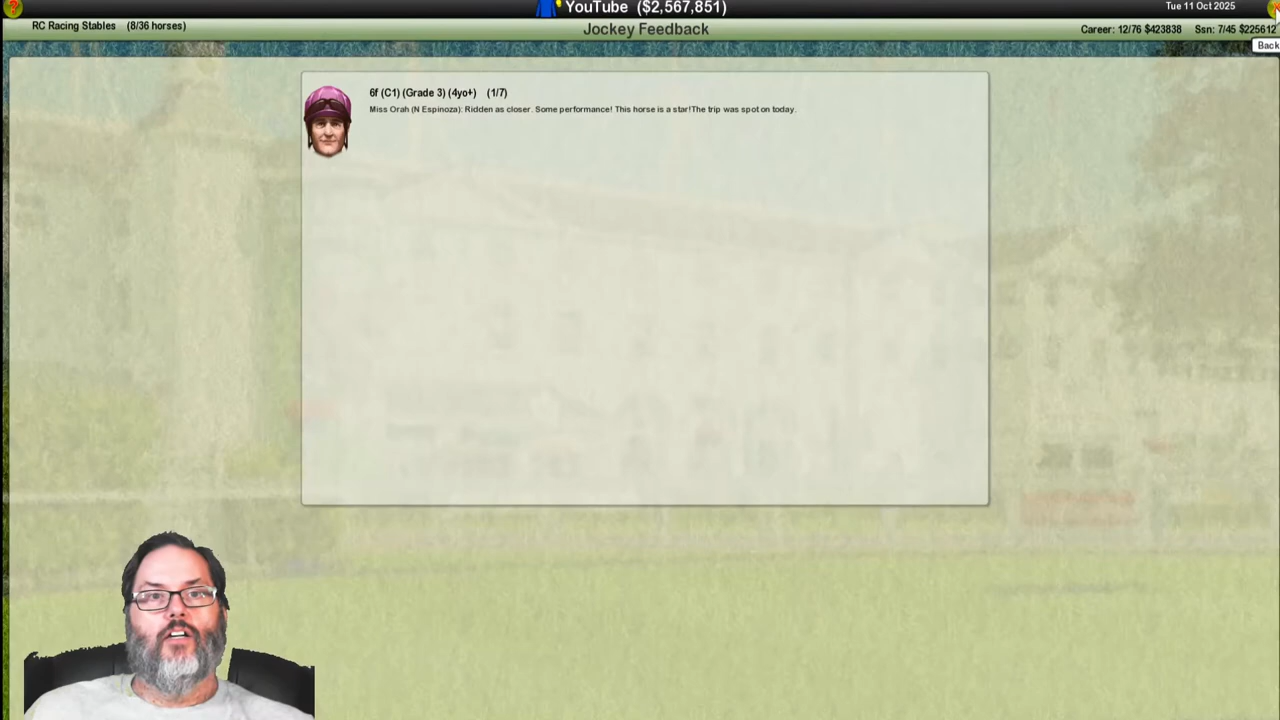 YouTube ($2,567,851)
Tue 11 Oct 2025
RC Racing Stables (8/36 horses)
Jockey Feedback
Career: 12/76 $423838 Ssn: 7/45 $225612
Back
6f (C1) (Grade 3) (4yo+) (1/7)
Miss Orah (N Espinoza): Ridden as closer. Some performance! This horse is a star!The trip was spot on today.